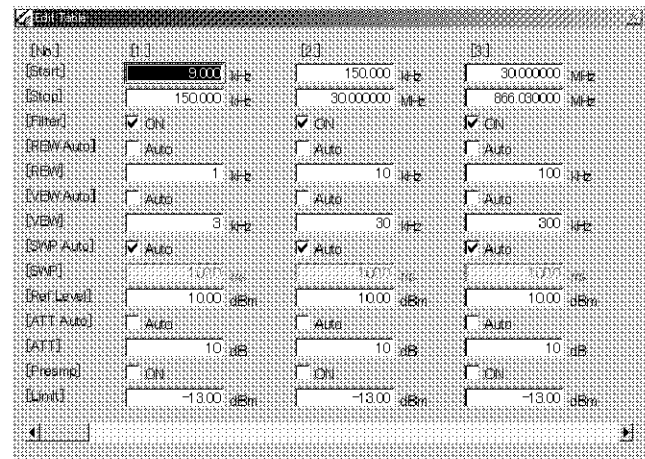 Edit Table
[No.] [1.] [2.] [3.]
[Start] 9.000 kHz 150.000 kHz 30.000000 MHz
[Stop] 150.000 kHz 30.000000 MHz 866.030000 MHz
[Filter] ON ON ON
[RBW Auto] Auto Auto Auto
[RBW] 1 kHz 10 kHz 100 kHz
[VBW Auto] Auto Auto Auto
[VBW] 3 kHz 30 kHz 300 kHz
[SWP Auto] Auto Auto Auto
[SWP] ms ms ms
[Ref Level] 10.00 dBm 10.00 dBm 10.00 dBm
[ATT Auto] Auto Auto Auto
[ATT] 10 dB 10 dB 10 dB
[Preamp] ON ON ON
[Limit] -13.00 dBm -13.00 dBm -13.00 dBm